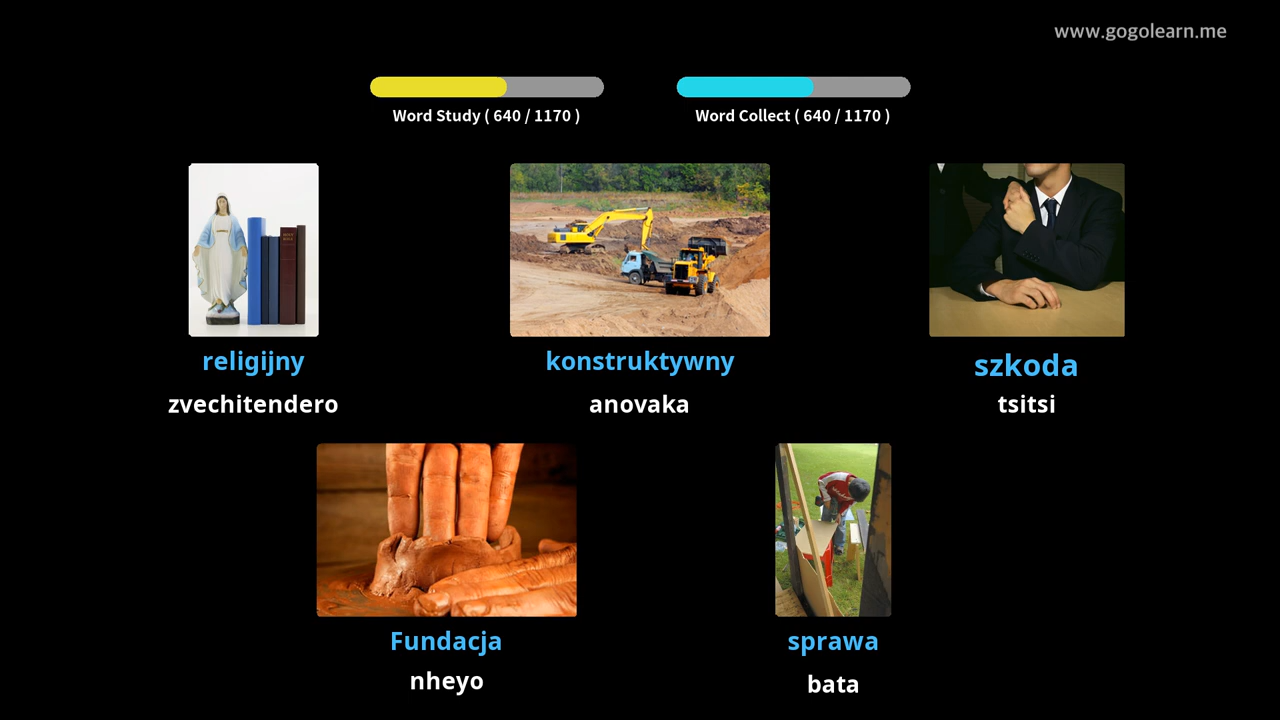 www.gogolearn.me
Word Study ( 640 / 1170 )
Word Collect ( 640 / 1170 )
religijny
zvechitendero
konstruktywny
anovaka
szkoda
tsitsi
Fundacja
nheyo
sprawa
bata